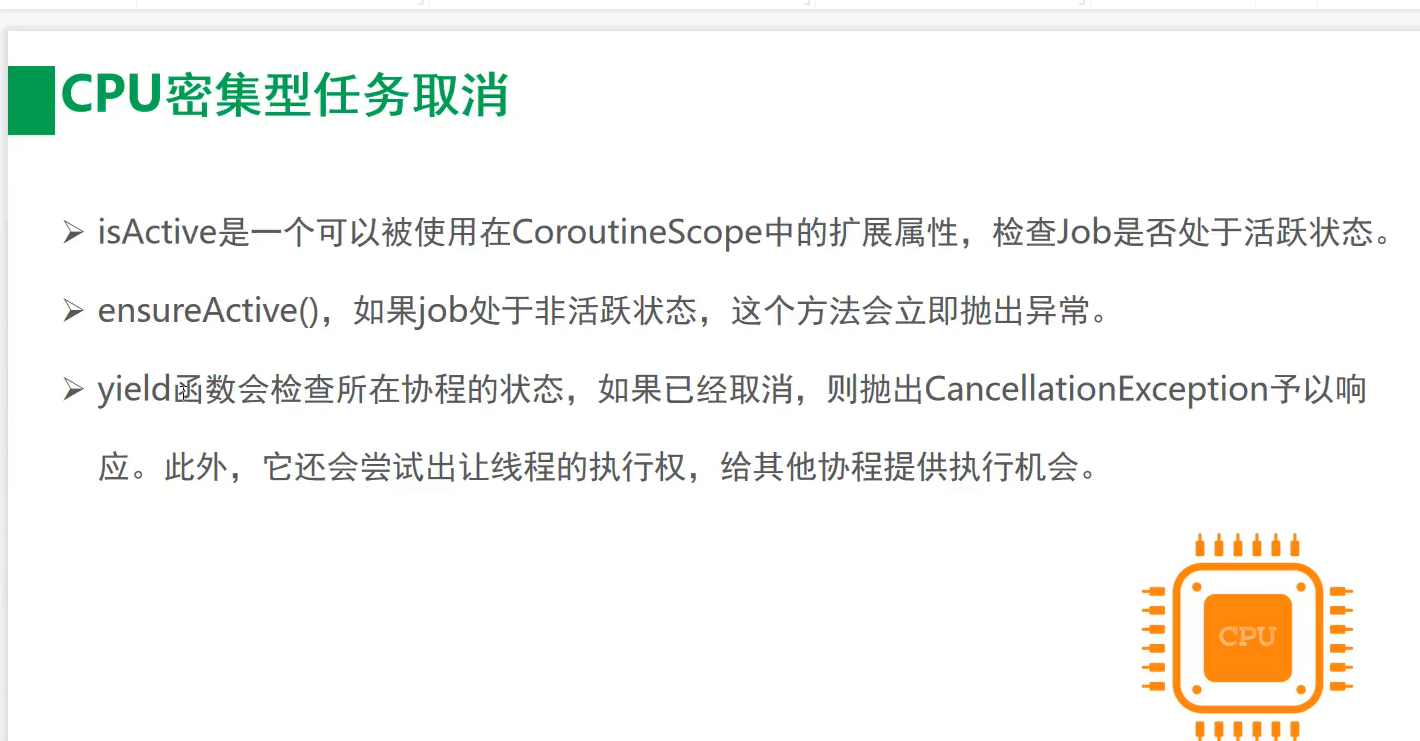 CPU密集型任务取消
isActive是一个可以被使用在CoroutineScope中的扩展属性，检查Job是否处于活跃状态。
ensureActive()，如果job处于非活跃状态，这个方法会立即抛出异常。
yield函数会检查所在协程的状态，如果已经取消，则抛出CancellationException予以响
应。此外，它还会尝试出让线程的执行权，给其他协程提供执行机会。
CPU